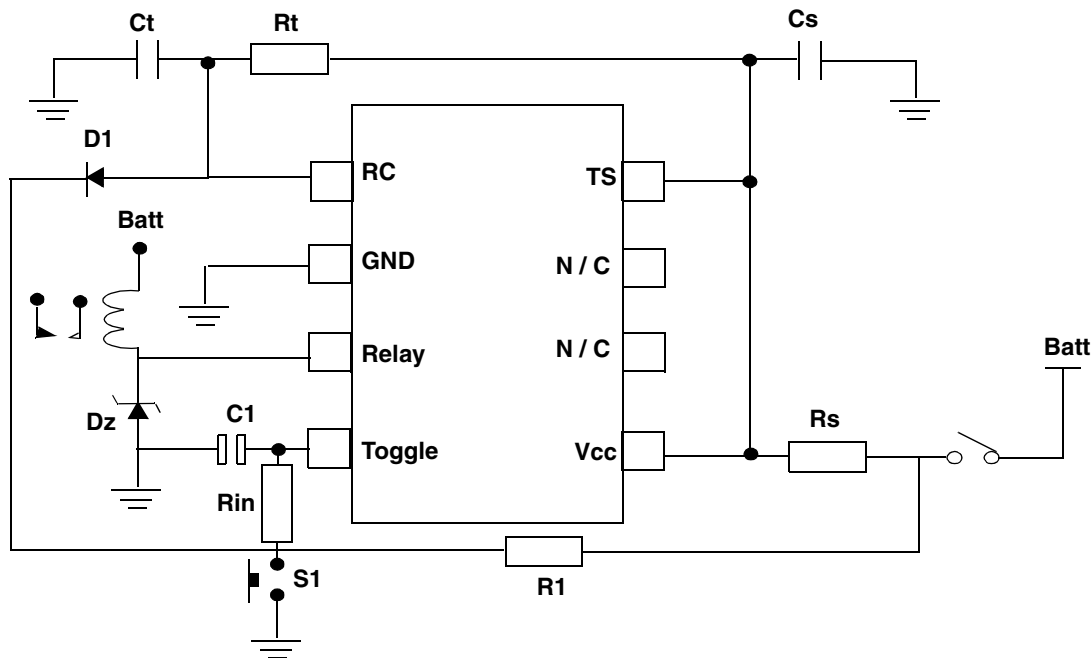 Ct
Rt
Cs
D1
RC
TS
Batt
GND
N / C
Relay
N / C
Batt
Dz
C1
Rs
Toggle
Vcc
Rin
S1
R1